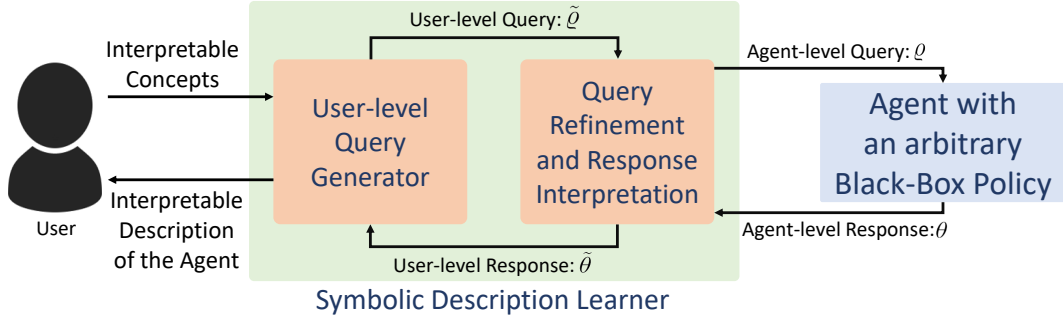 User-level Query: ϱ̃
Interpretable
Concepts
Agent-level Query: ϱ
User-level
Query
Generator
Query
Refinement
and Response
Interpretation
Agent with
an arbitrary
Black-Box Policy
User
Interpretable
Description
of the Agent
Agent-level Response:θ
User-level Response: θ̃
Symbolic Description Learner